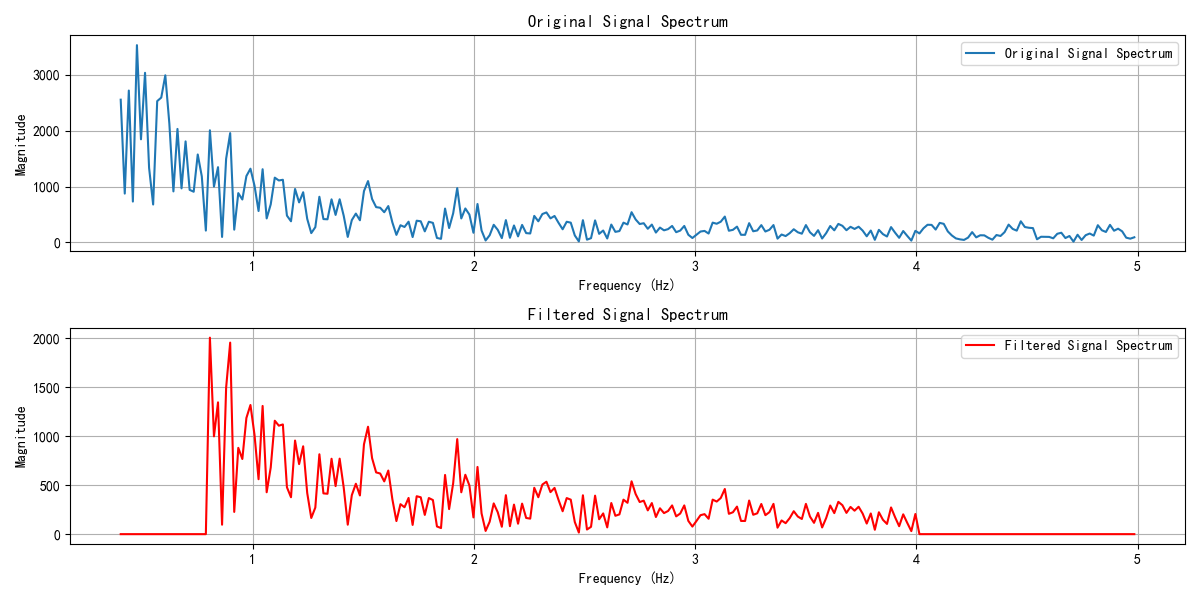 Original Signal Spectrum
Original Signal Spectrum
Magnitude
3000
2000
1000
0
1 2 3 4 5
Frequency (Hz)
Filtered Signal Spectrum
Filtered Signal Spectrum
Magnitude
2000
1500
1000
500
0
1 2 3 4 5
Frequency (Hz)